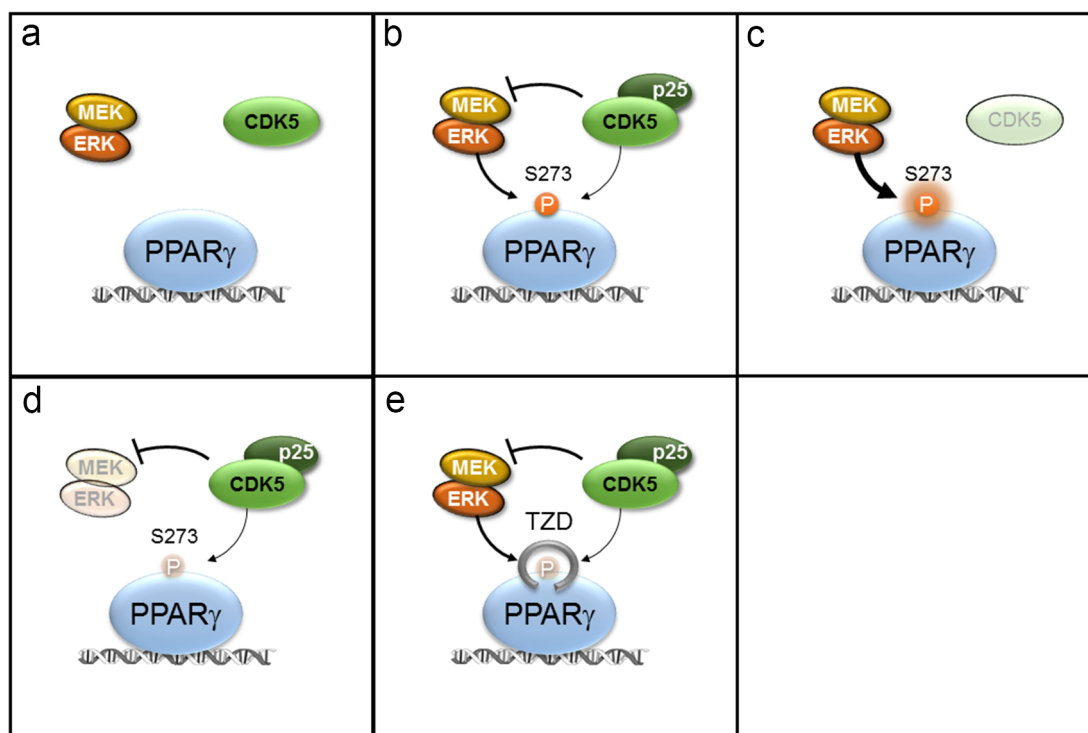 a
MEK
ERK
CDK5
PPARγ
b
MEK
ERK
p25
CDK5
S273
P
PPARγ
c
MEK
ERK
CDK5
S273
P
PPARγ
d
MEK
ERK
p25
CDK5
S273
P
PPARγ
e
MEK
ERK
p25
CDK5
TZD
P
PPARγ